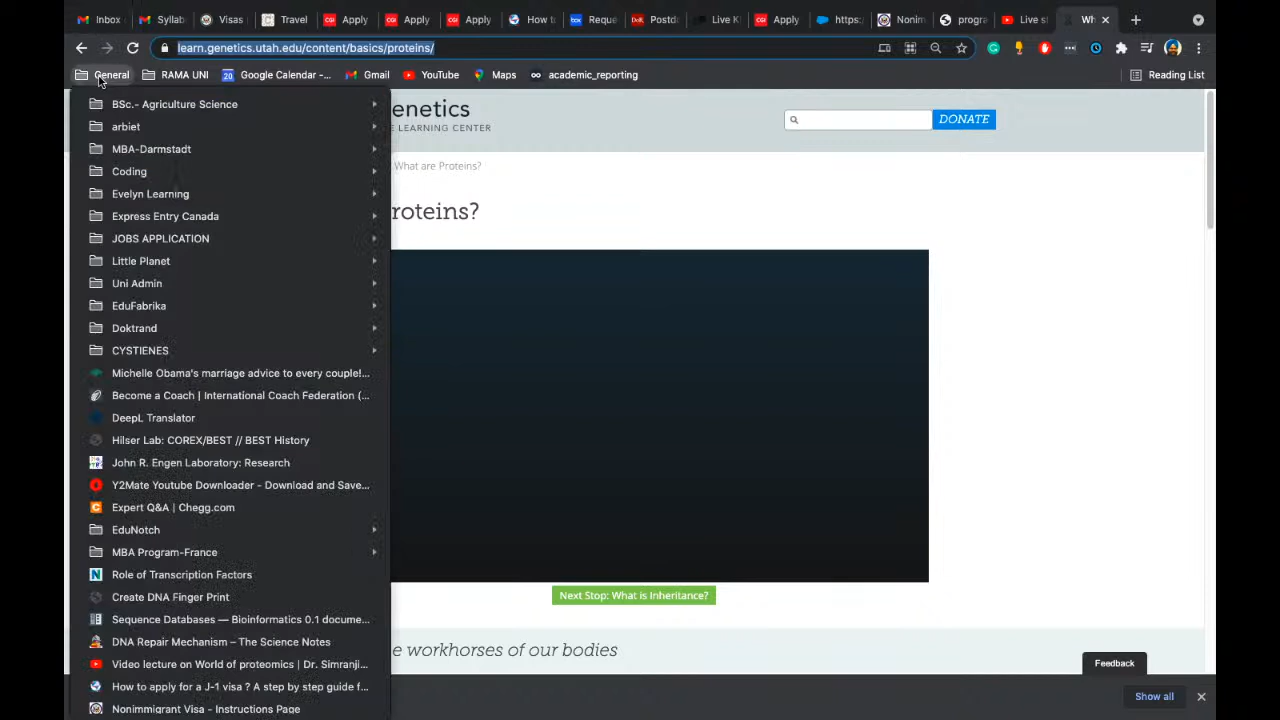 Inbox Syllab Visas Travel Apply Apply Apply How to Reque Postd Live Kl Apply https: Nonim progra Live st Wh
learn.genetics.utah.edu/content/basics/proteins/
General RAMA UNI Google Calendar -... Gmail YouTube Maps academic_reporting Reading List
BSc.- Agriculture Science
arbiet
MBA-Darmstadt
Coding
Evelyn Learning
Express Entry Canada
JOBS APPLICATION
Little Planet
Uni Admin
EduFabrika
Doktrand
CYSTIENES
Michelle Obama's marriage advice to every couple!...
Become a Coach | International Coach Federation (...
DeepL Translator
Hilser Lab: COREX/BEST // BEST History
John R. Engen Laboratory: Research
Y2Mate Youtube Downloader - Download and Save...
Expert Q&A | Chegg.com
EduNotch
MBA Program-France
Role of Transcription Factors
Create DNA Finger Print
Sequence Databases — Bioinformatics 0.1 docume...
DNA Repair Mechanism – The Science Notes
Video lecture on World of proteomics | Dr. Simranji...
How to apply for a J-1 visa ? A step by step guide f...
Nonimmigrant Visa - Instructions Page
enetics
E LEARNING CENTER
DONATE
What are Proteins?
roteins?
Next Stop: What is Inheritance?
e workhorses of our bodies
Feedback
Show all